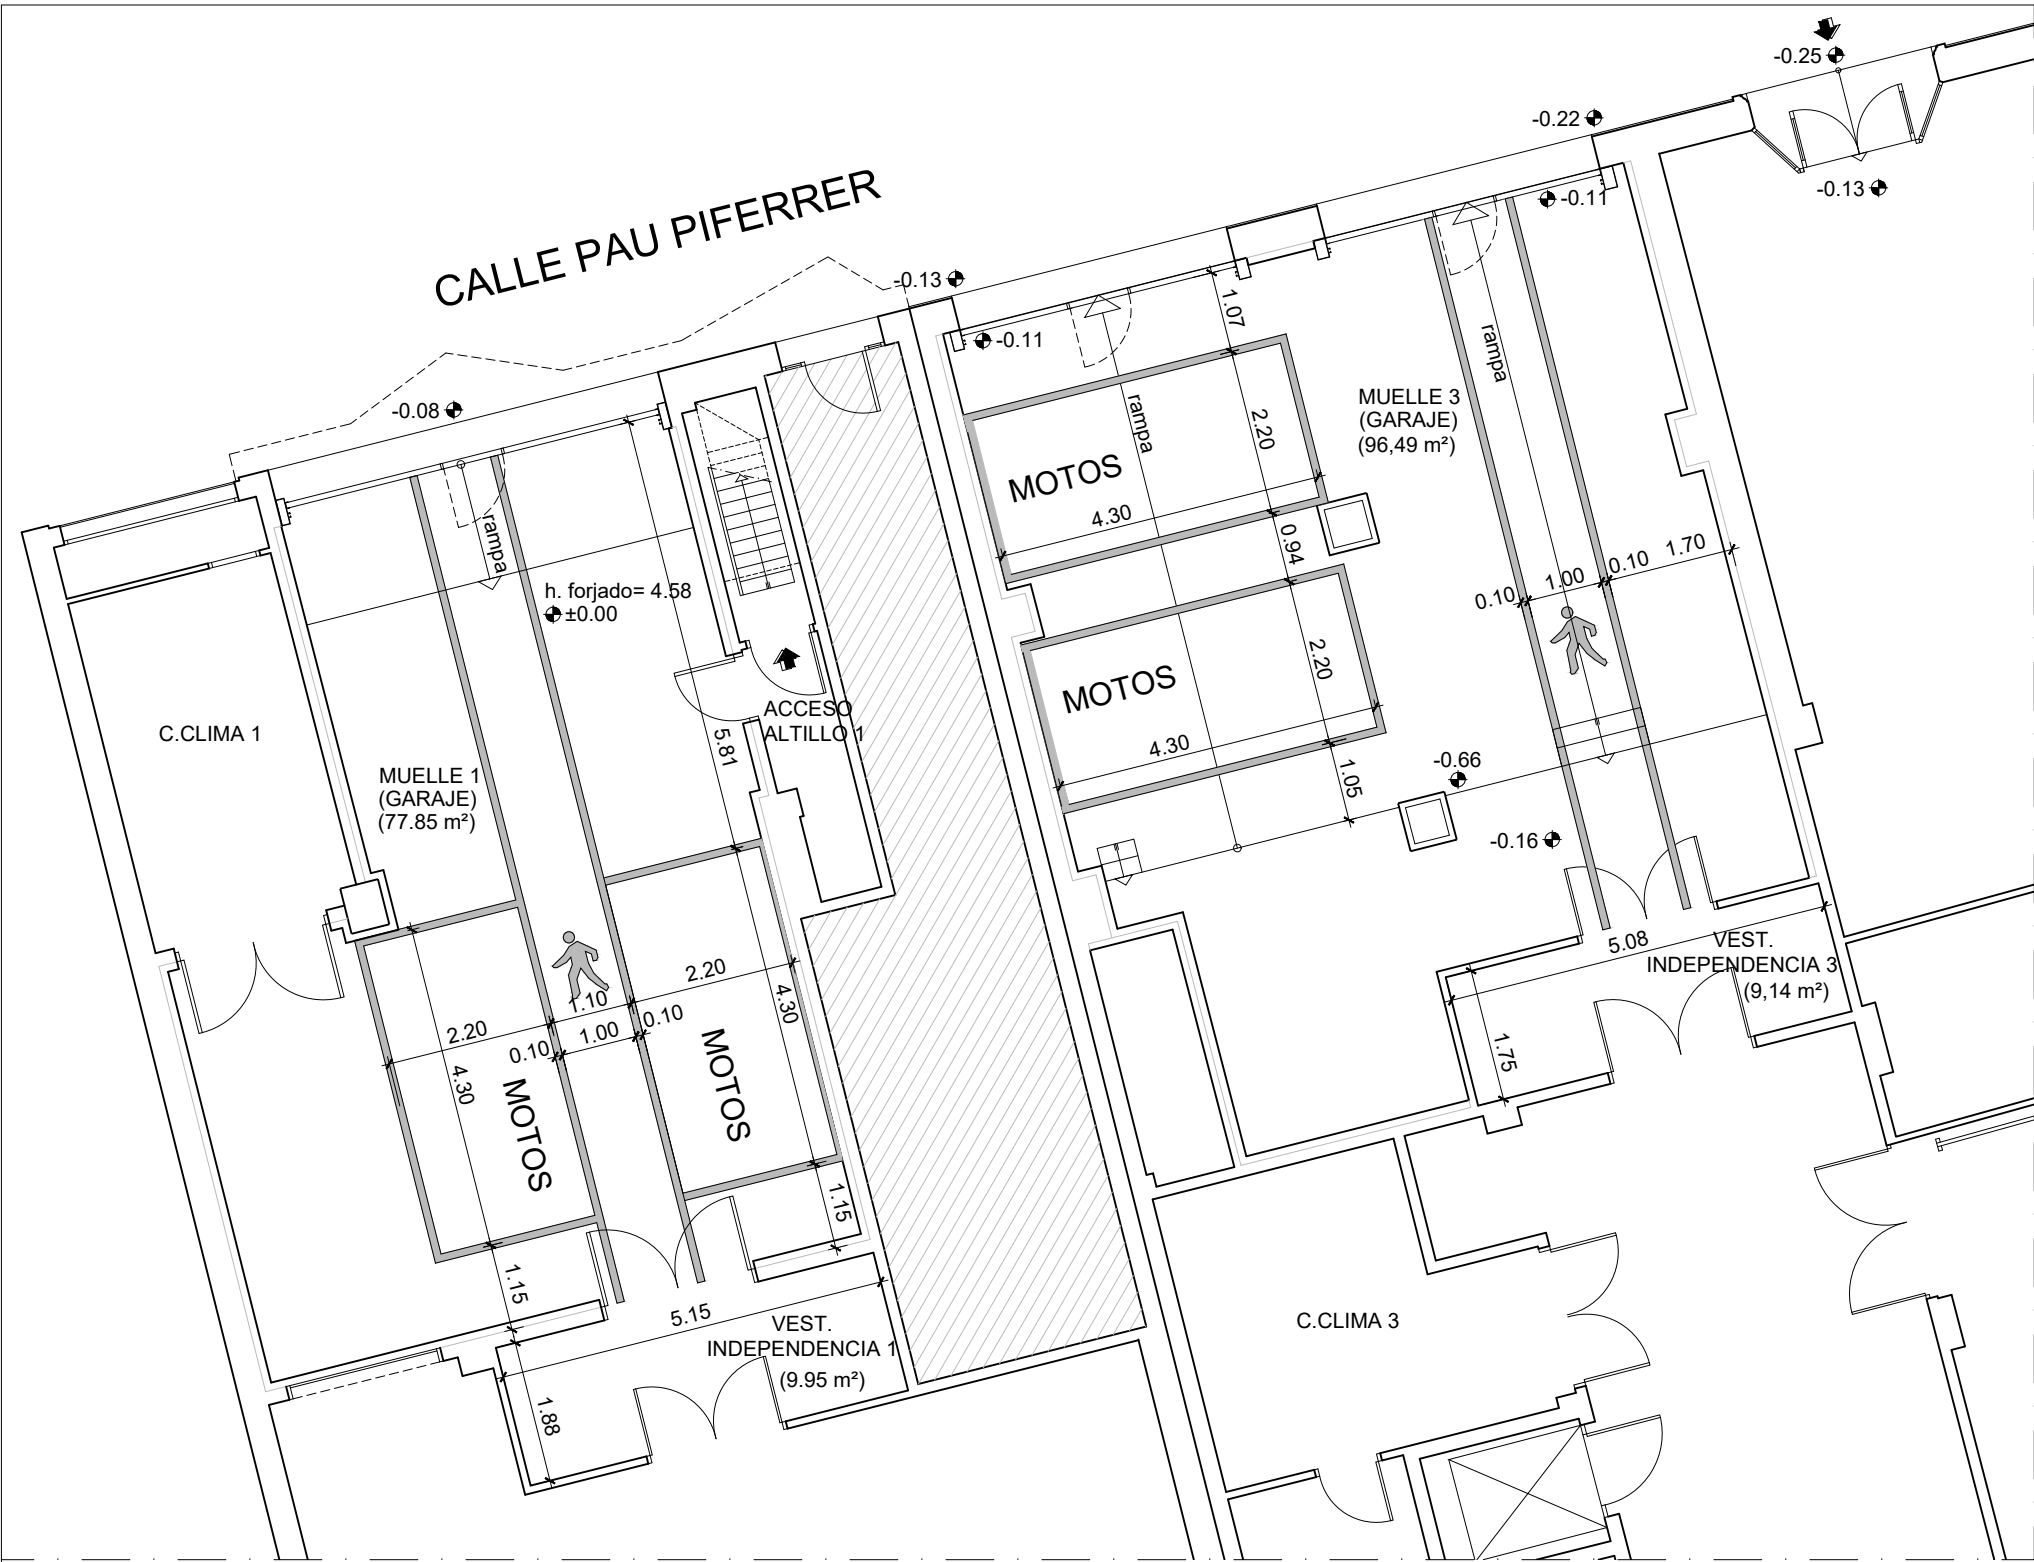 -0.25
-0.22
-0.13
-0.11
CALLE PAU PIFERRER
-0.13
-0.11
1.07
rampa
-0.08
MUELLE 3
(GARAJE)
(96,49 m²)
rampa
2.20
MOTOS
4.30
rampa
0.94
1.70
0.10
1.00
0.10
h. forjado= 4.58
±0.00
2.20
MOTOS
4.30
ACCESO
ALTILLO 1
C.CLIMA 1
5.81
1.05
-0.66
MUELLE 1
(GARAJE)
(77.85 m²)
-0.16
5.08
VEST.
INDEPENDENCIA 3
(9,14 m²)
2.20
4.30
1.10
2.20
1.00
0.10
0.10
4.30
MOTOS
MOTOS
1.75
1.15
1.15
5.15
VEST.
INDEPENDENCIA 1
(9.95 m²)
C.CLIMA 3
1.88